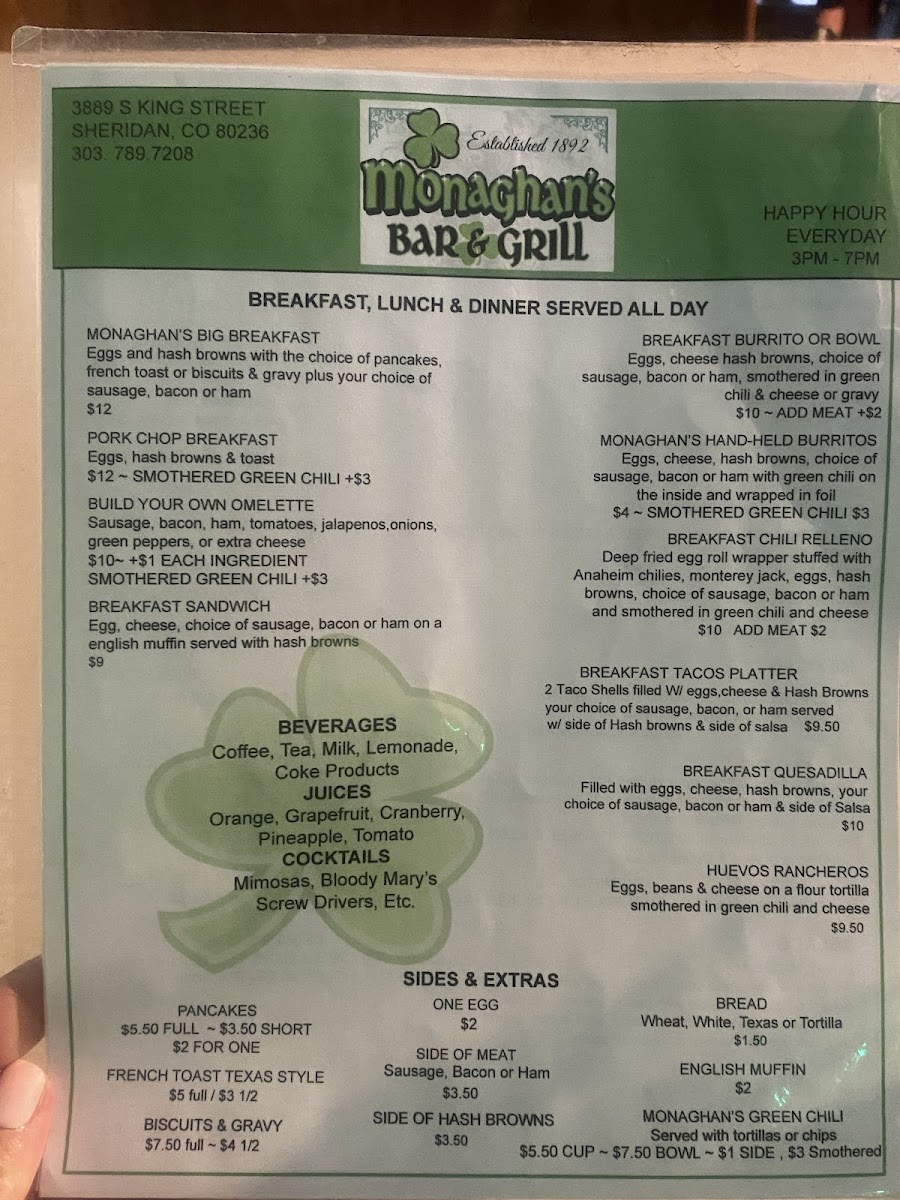 3889 S KING STREET
SHERIDAN, CO 80236
303. 789.7208
Established 1892
Monaghan's
BAR & GRILL
HAPPY HOUR
EVERYDAY
3PM - 7PM
BREAKFAST, LUNCH & DINNER SERVED ALL DAY
MONAGHAN'S BIG BREAKFAST
Eggs and hash browns with the choice of pancakes,
french toast or biscuits & gravy plus your choice of
sausage, bacon or ham
$12
PORK CHOP BREAKFAST
Eggs, hash browns & toast
$12 ~ SMOTHERED GREEN CHILI +$3
BUILD YOUR OWN OMELETTE
Sausage, bacon, ham, tomatoes, jalapenos,onions,
green peppers, or extra cheese
$10~ +$1 EACH INGREDIENT
SMOTHERED GREEN CHILI +$3
BREAKFAST SANDWICH
Egg, cheese, choice of sausage, bacon or ham on a
english muffin served with hash browns
$9
BREAKFAST BURRITO OR BOWL
Eggs, cheese hash browns, choice of
sausage, bacon or ham, smothered in green
chili & cheese or gravy
$10 ~ ADD MEAT +$2
MONAGHAN'S HAND-HELD BURRITOS
Eggs, cheese, hash browns, choice of
sausage, bacon or ham with green chili on
the inside and wrapped in foil
$4 ~ SMOTHERED GREEN CHILI $3
BREAKFAST CHILI RELLENO
Deep fried egg roll wrapper stuffed with
Anaheim chilies, monterey jack, eggs, hash
browns, choice of sausage, bacon or ham
and smothered in green chili and cheese
$10 ADD MEAT $2
BREAKFAST TACOS PLATTER
2 Taco Shells filled W/ eggs,cheese & Hash Browns
your choice of sausage, bacon, or ham served
w/ side of Hash browns & side of salsa $9.50
BREAKFAST QUESADILLA
Filled with eggs, cheese, hash browns, your
choice of sausage, bacon or ham & side of Salsa
$10
HUEVOS RANCHEROS
Eggs, beans & cheese on a flour tortilla
smothered in green chili and cheese
$9.50
BEVERAGES
Coffee, Tea, Milk, Lemonade,
Coke Products
JUICES
Orange, Grapefruit, Cranberry,
Pineapple, Tomato
COCKTAILS
Mimosas, Bloody Mary's
Screw Drivers, Etc.
SIDES & EXTRAS
PANCAKES
$5.50 FULL ~ $3.50 SHORT
$2 FOR ONE
FRENCH TOAST TEXAS STYLE
$5 full / $3 1/2
BISCUITS & GRAVY
$7.50 full ~ $4 1/2
ONE EGG
$2
SIDE OF MEAT
Sausage, Bacon or Ham
$3.50
SIDE OF HASH BROWNS
$3.50
BREAD
Wheat, White, Texas or Tortilla
$1.50
ENGLISH MUFFIN
$2
MONAGHAN'S GREEN CHILI
Served with tortillas or chips
$5.50 CUP ~ $7.50 BOWL ~ $1 SIDE , $3 Smothered